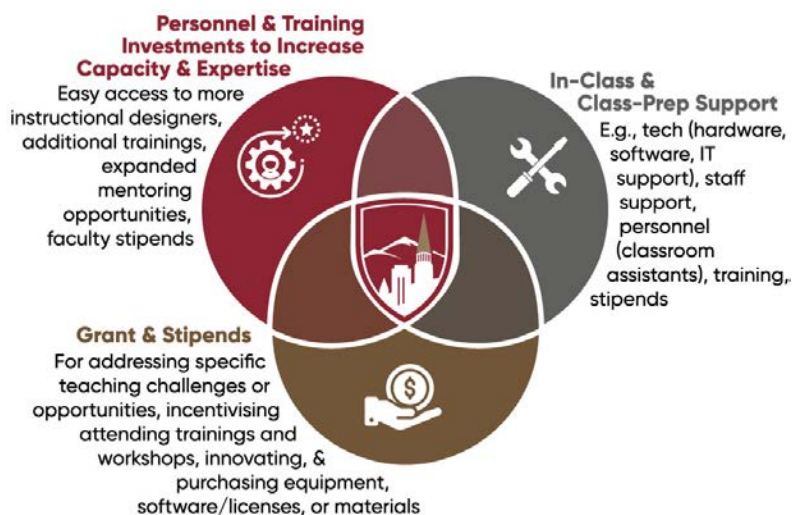 Personnel & Training
Investments to Increase
Capacity & Expertise
Easy access to more
instructional designers,
additional trainings,
expanded
mentoring
opportunities,
faculty stipends
In-Class &
Class-Prep Support
E.g., tech (hardware,
software, IT
support), staff
support,
personnel
(classroom
assistants), training,.
stipends
Grant & Stipends
For addressing specific
teaching challenges or
opportunities, incentivising
attending trainings and
workshops, innovating, &
purchasing equipment,
software/licenses, or materials
$